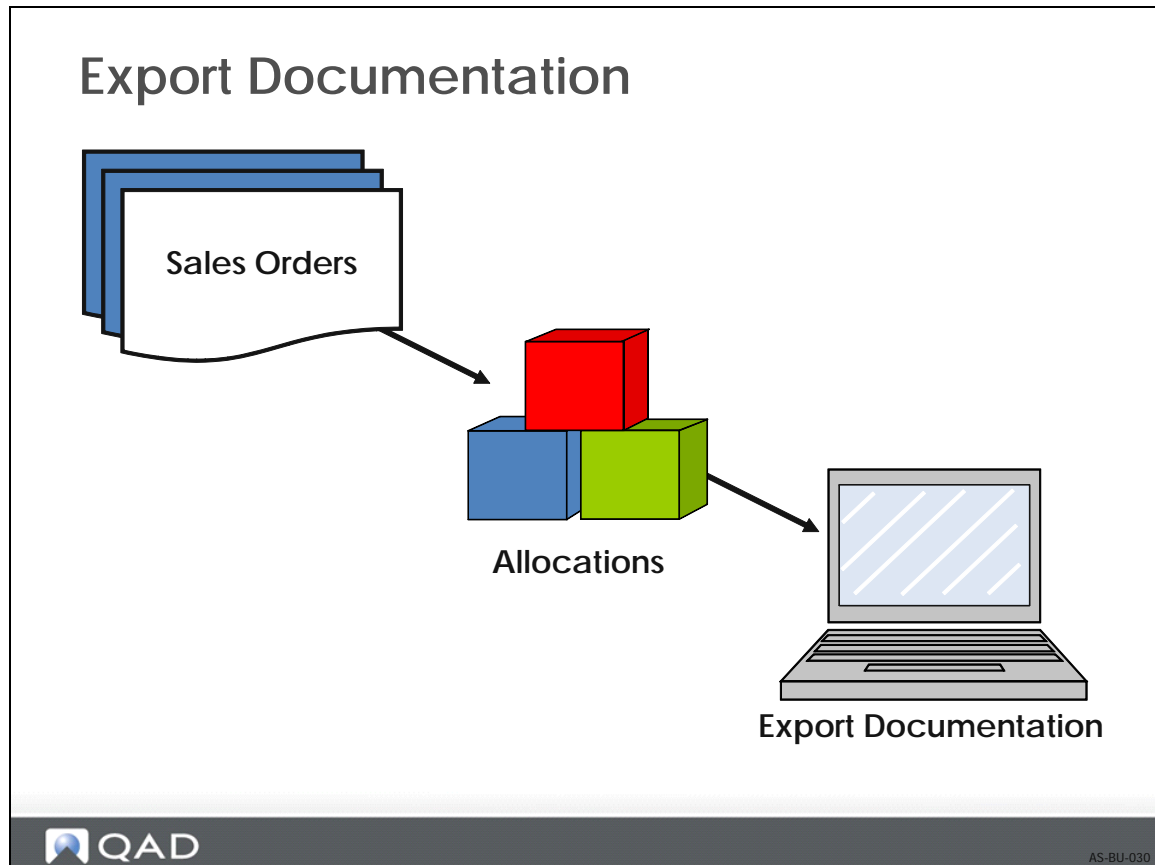 Export Documentation
Sales Orders
Allocations
Export Documentation
QAD
AS-BU-030